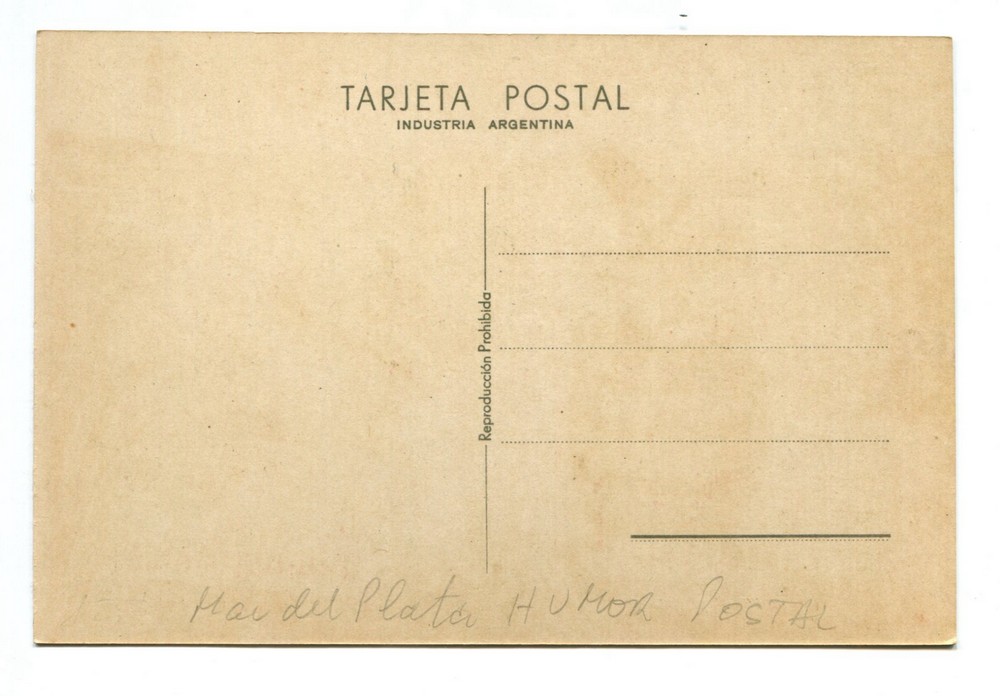 TARJETA POSTAL
INDUSTRIA ARGENTINA
Reproducción Prohibida
Mar del Plata HUMOR POSTAL